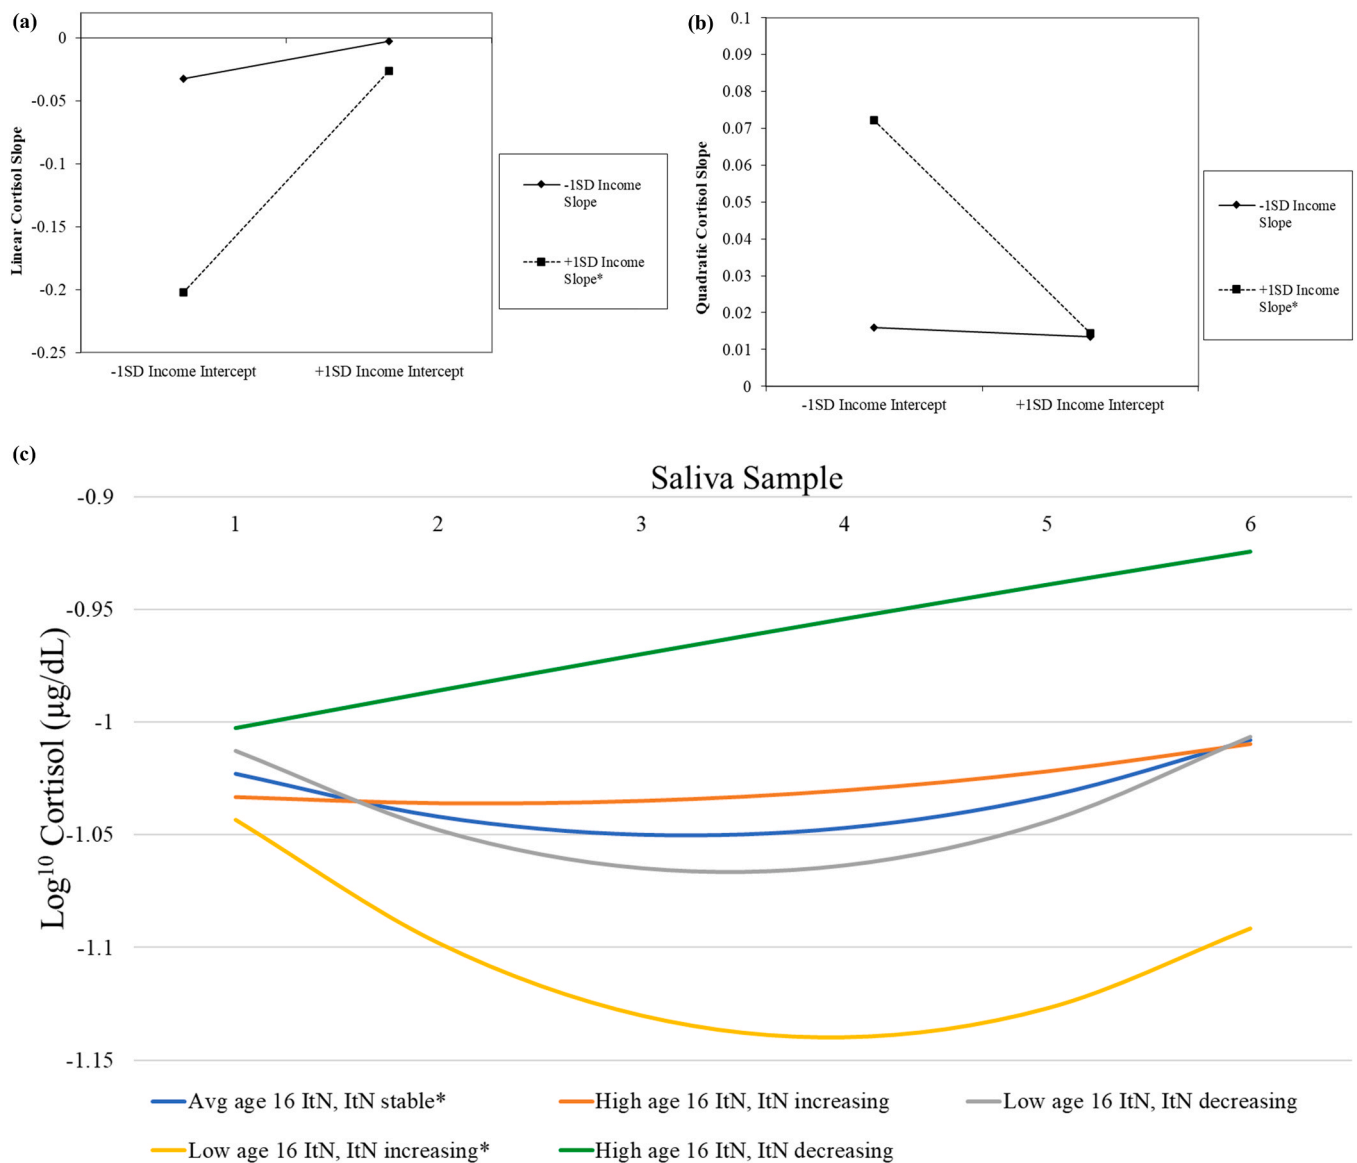 (a)
0
-0.05
-0.1
-0.15
-0.2
-0.25
Linear Cortisol Slope
-1SD Income Intercept
+1SD Income Intercept
-1SD Income
Slope
+1SD Income
Slope*
(b)
0.1
0.09
0.08
0.07
0.06
0.05
0.04
0.03
0.02
0.01
0
Quadratic Cortisol Slope
-1SD Income Intercept
+1SD Income Intercept
-1SD Income
Slope
+1SD Income
Slope*
(c)
Saliva Sample
-0.9
1 2 3 4 5 6
-0.95
-1
-1.05
-1.1
-1.15
Log¹⁰ Cortisol (µg/dL)
Avg age 16 ItN, ItN stable*
High age 16 ItN, ItN increasing
Low age 16 ItN, ItN decreasing
Low age 16 ItN, ItN increasing*
High age 16 ItN, ItN decreasing